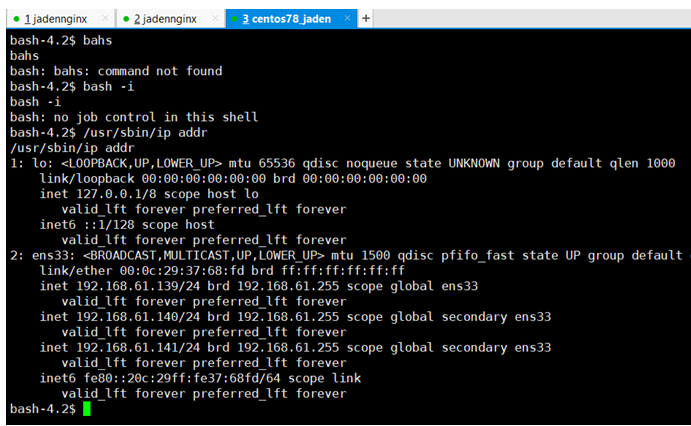 1 jadennginx × 2 jadennginx × 3 centos78_jaden × +
bash-4.2$ bahs
bahs
bash: bahs: command not found
bash-4.2$ bash -i
bash -i
bash: no job control in this shell
bash-4.2$ /usr/sbin/ip addr
/usr/sbin/ip addr
1: lo: <LOOPBACK,UP,LOWER_UP> mtu 65536 qdisc noqueue state UNKNOWN group default qlen 1000
    link/loopback 00:00:00:00:00:00 brd 00:00:00:00:00:00
    inet 127.0.0.1/8 scope host lo
       valid_lft forever preferred_lft forever
    inet6 ::1/128 scope host
       valid_lft forever preferred_lft forever
2: ens33: <BROADCAST,MULTICAST,UP,LOWER_UP> mtu 1500 qdisc pfifo_fast state UP group default
    link/ether 00:0c:29:37:68:fd brd ff:ff:ff:ff:ff:ff
    inet 192.168.61.139/24 brd 192.168.61.255 scope global ens33
       valid_lft forever preferred_lft forever
    inet 192.168.61.140/24 brd 192.168.61.255 scope global secondary ens33
       valid_lft forever preferred_lft forever
    inet 192.168.61.141/24 brd 192.168.61.255 scope global secondary ens33
       valid_lft forever preferred_lft forever
    inet6 fe80::20c:29ff:fe37:68fd/64 scope link
       valid_lft forever preferred_lft forever
bash-4.2$